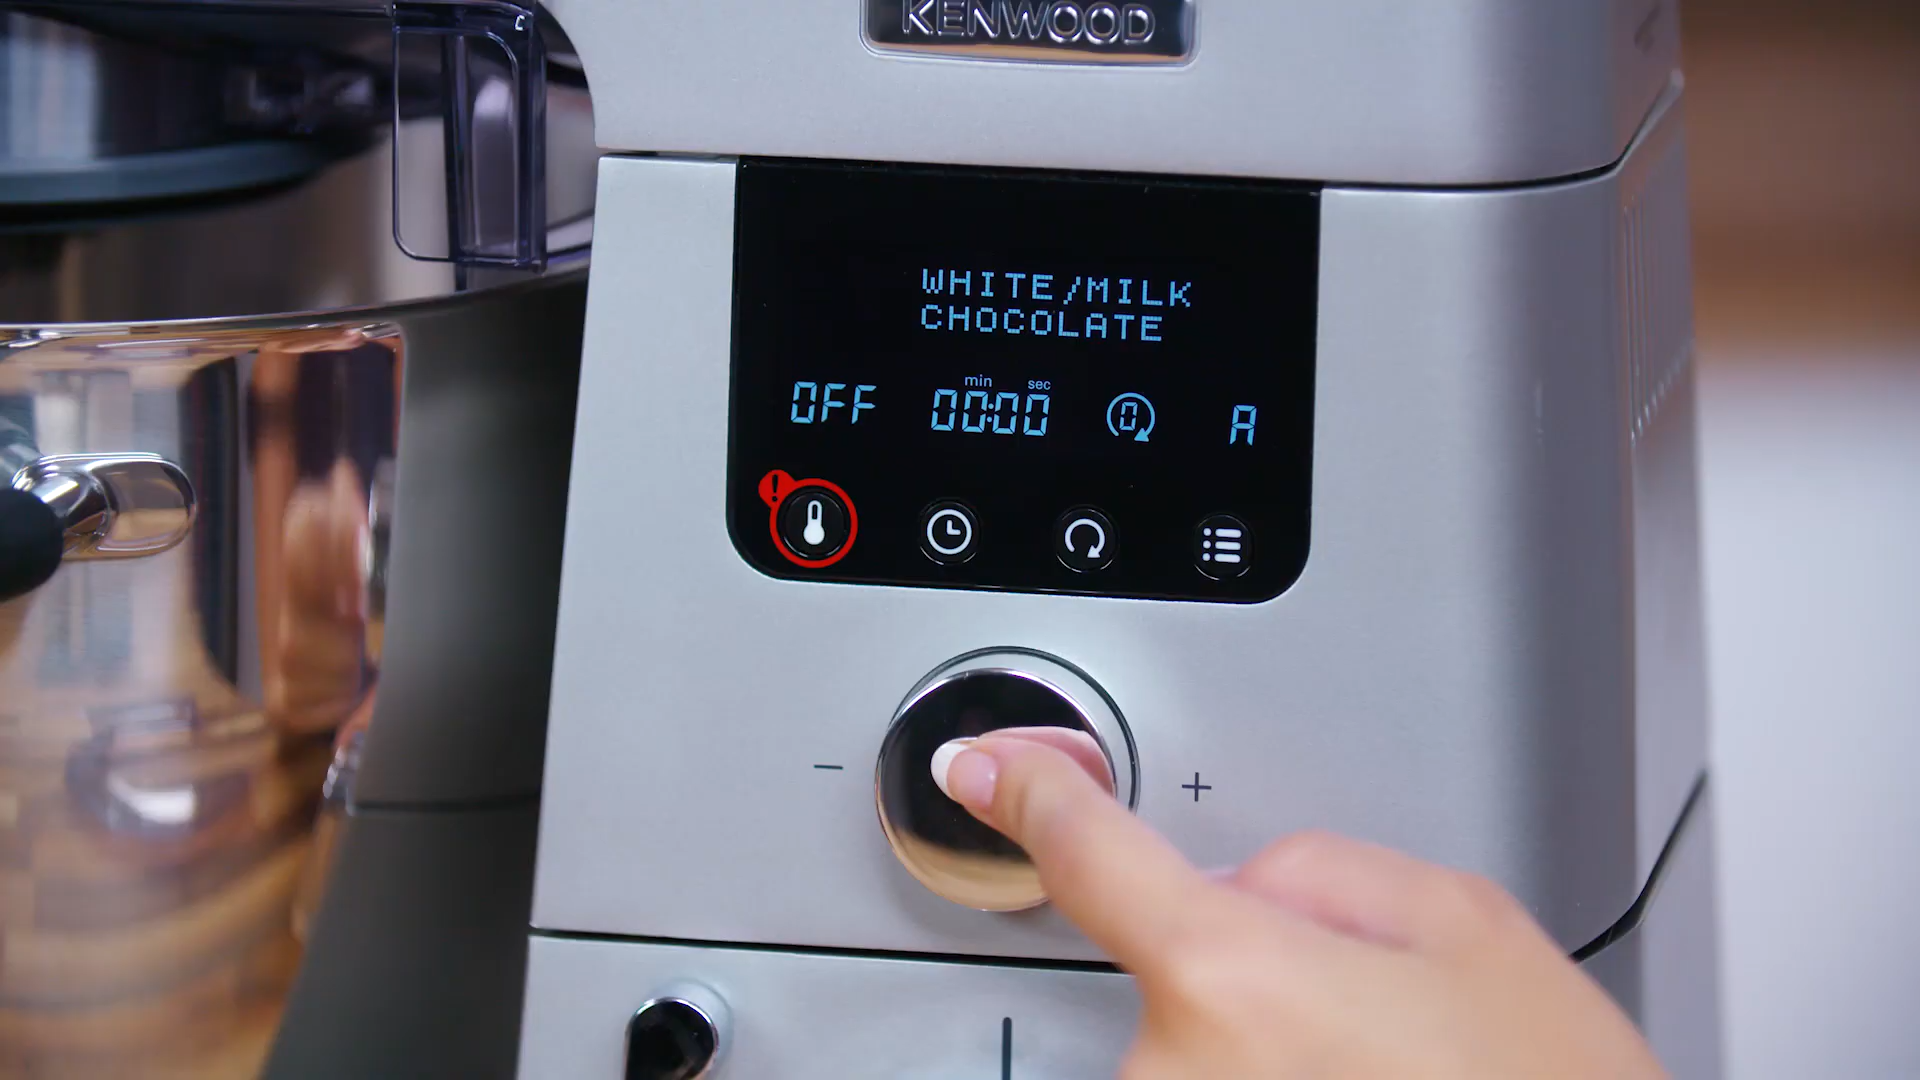 KENWOOD
WHITE/MILK
CHOCOLATE
min sec
OFF 00:00 0 A
!
− +